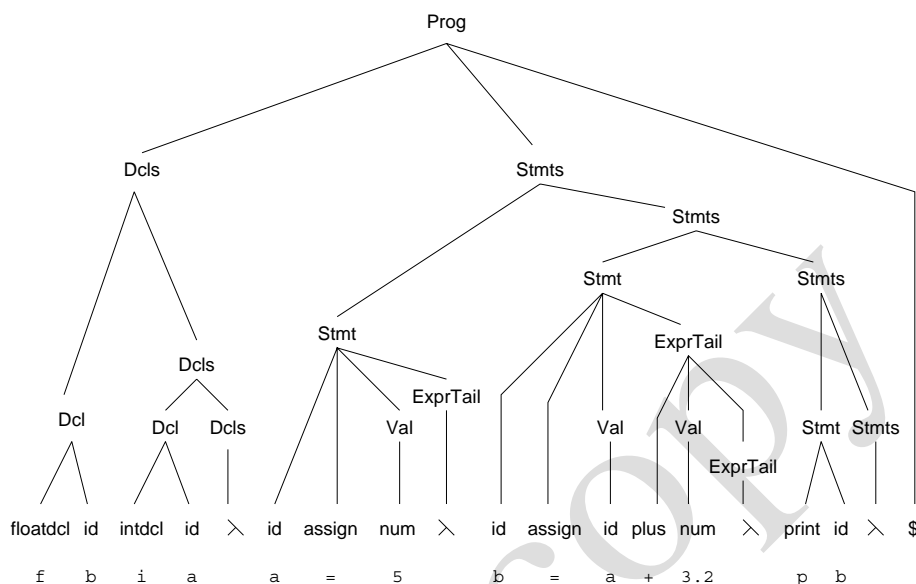 Prog
Dcls Stmts
Stmts
Stmt Stmts
Stmt ExprTail
Dcls
ExprTail
Dcl Dcl Dcls Val Val Val Stmt Stmts
ExprTail
floatdcl id intdcl id λ id assign num λ id assign id plus num λ print id λ $
f b i a a = 5 b = a + 3.2 p b
copy